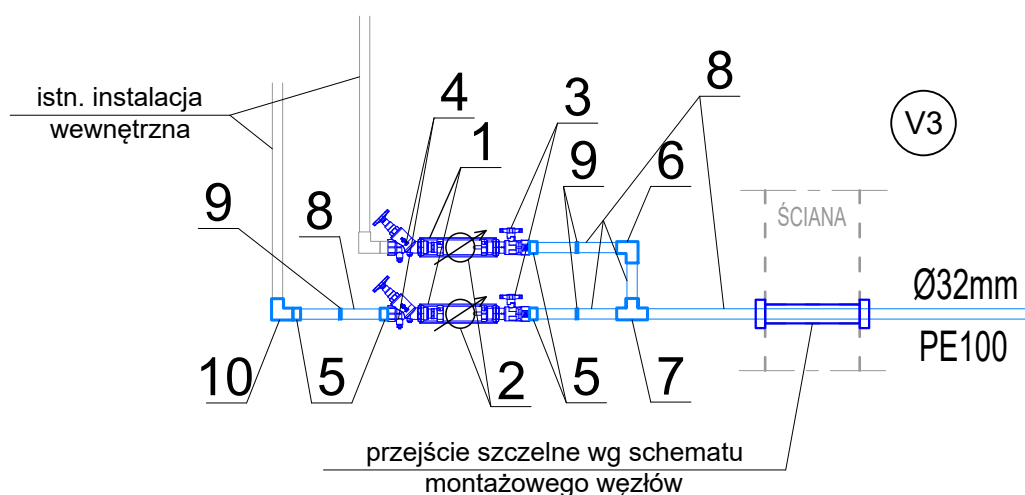 istn. instalacja
wewnętrzna
4
3
8
V3
1
9
6
9
8
ŚCIANA
Ø32mm
PE100
10
5
2
5
7
przejście szczelne wg schematu
montażowego węzłów